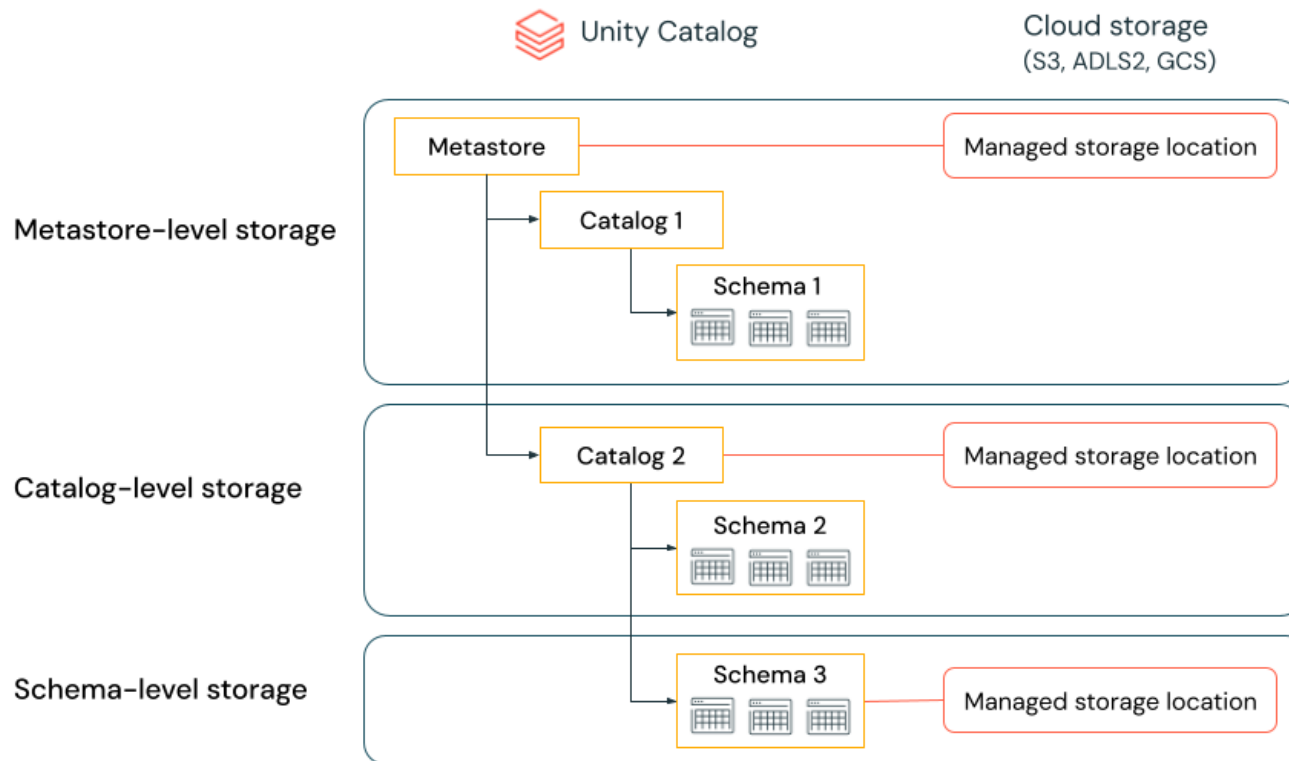 Unity Catalog
Cloud storage
(S3, ADLS2, GCS)
Metastore-level storage
Metastore
Managed storage location
Catalog 1
Schema 1
Catalog-level storage
Catalog 2
Managed storage location
Schema 2
Schema-level storage
Schema 3
Managed storage location